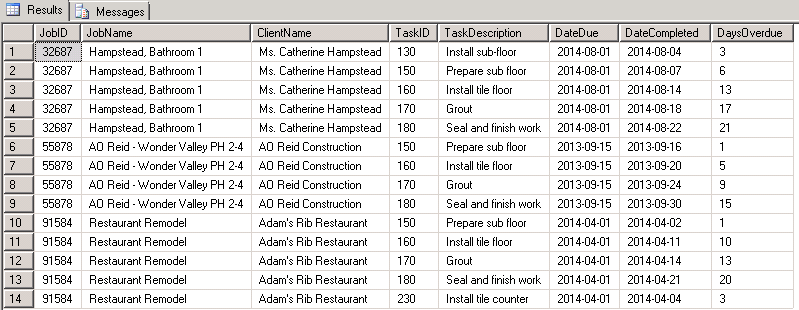 Results Messages
JobID JobName ClientName TaskID TaskDescription DateDue DateCompleted DaysOverdue
1 32687 Hampstead, Bathroom 1 Ms. Catherine Hampstead 130 Install sub-floor 2014-08-01 2014-08-04 3
2 32687 Hampstead, Bathroom 1 Ms. Catherine Hampstead 150 Prepare sub floor 2014-08-01 2014-08-07 6
3 32687 Hampstead, Bathroom 1 Ms. Catherine Hampstead 160 Install tile floor 2014-08-01 2014-08-14 13
4 32687 Hampstead, Bathroom 1 Ms. Catherine Hampstead 170 Grout 2014-08-01 2014-08-18 17
5 32687 Hampstead, Bathroom 1 Ms. Catherine Hampstead 180 Seal and finish work 2014-08-01 2014-08-22 21
6 55878 AO Reid - Wonder Valley PH 2-4 AO Reid Construction 150 Prepare sub floor 2013-09-15 2013-09-16 1
7 55878 AO Reid - Wonder Valley PH 2-4 AO Reid Construction 160 Install tile floor 2013-09-15 2013-09-20 5
8 55878 AO Reid - Wonder Valley PH 2-4 AO Reid Construction 170 Grout 2013-09-15 2013-09-24 9
9 55878 AO Reid - Wonder Valley PH 2-4 AO Reid Construction 180 Seal and finish work 2013-09-15 2013-09-30 15
10 91584 Restaurant Remodel Adam's Rib Restaurant 150 Prepare sub floor 2014-04-01 2014-04-02 1
11 91584 Restaurant Remodel Adam's Rib Restaurant 160 Install tile floor 2014-04-01 2014-04-11 10
12 91584 Restaurant Remodel Adam's Rib Restaurant 170 Grout 2014-04-01 2014-04-14 13
13 91584 Restaurant Remodel Adam's Rib Restaurant 180 Seal and finish work 2014-04-01 2014-04-21 20
14 91584 Restaurant Remodel Adam's Rib Restaurant 230 Install tile counter 2014-04-01 2014-04-04 3